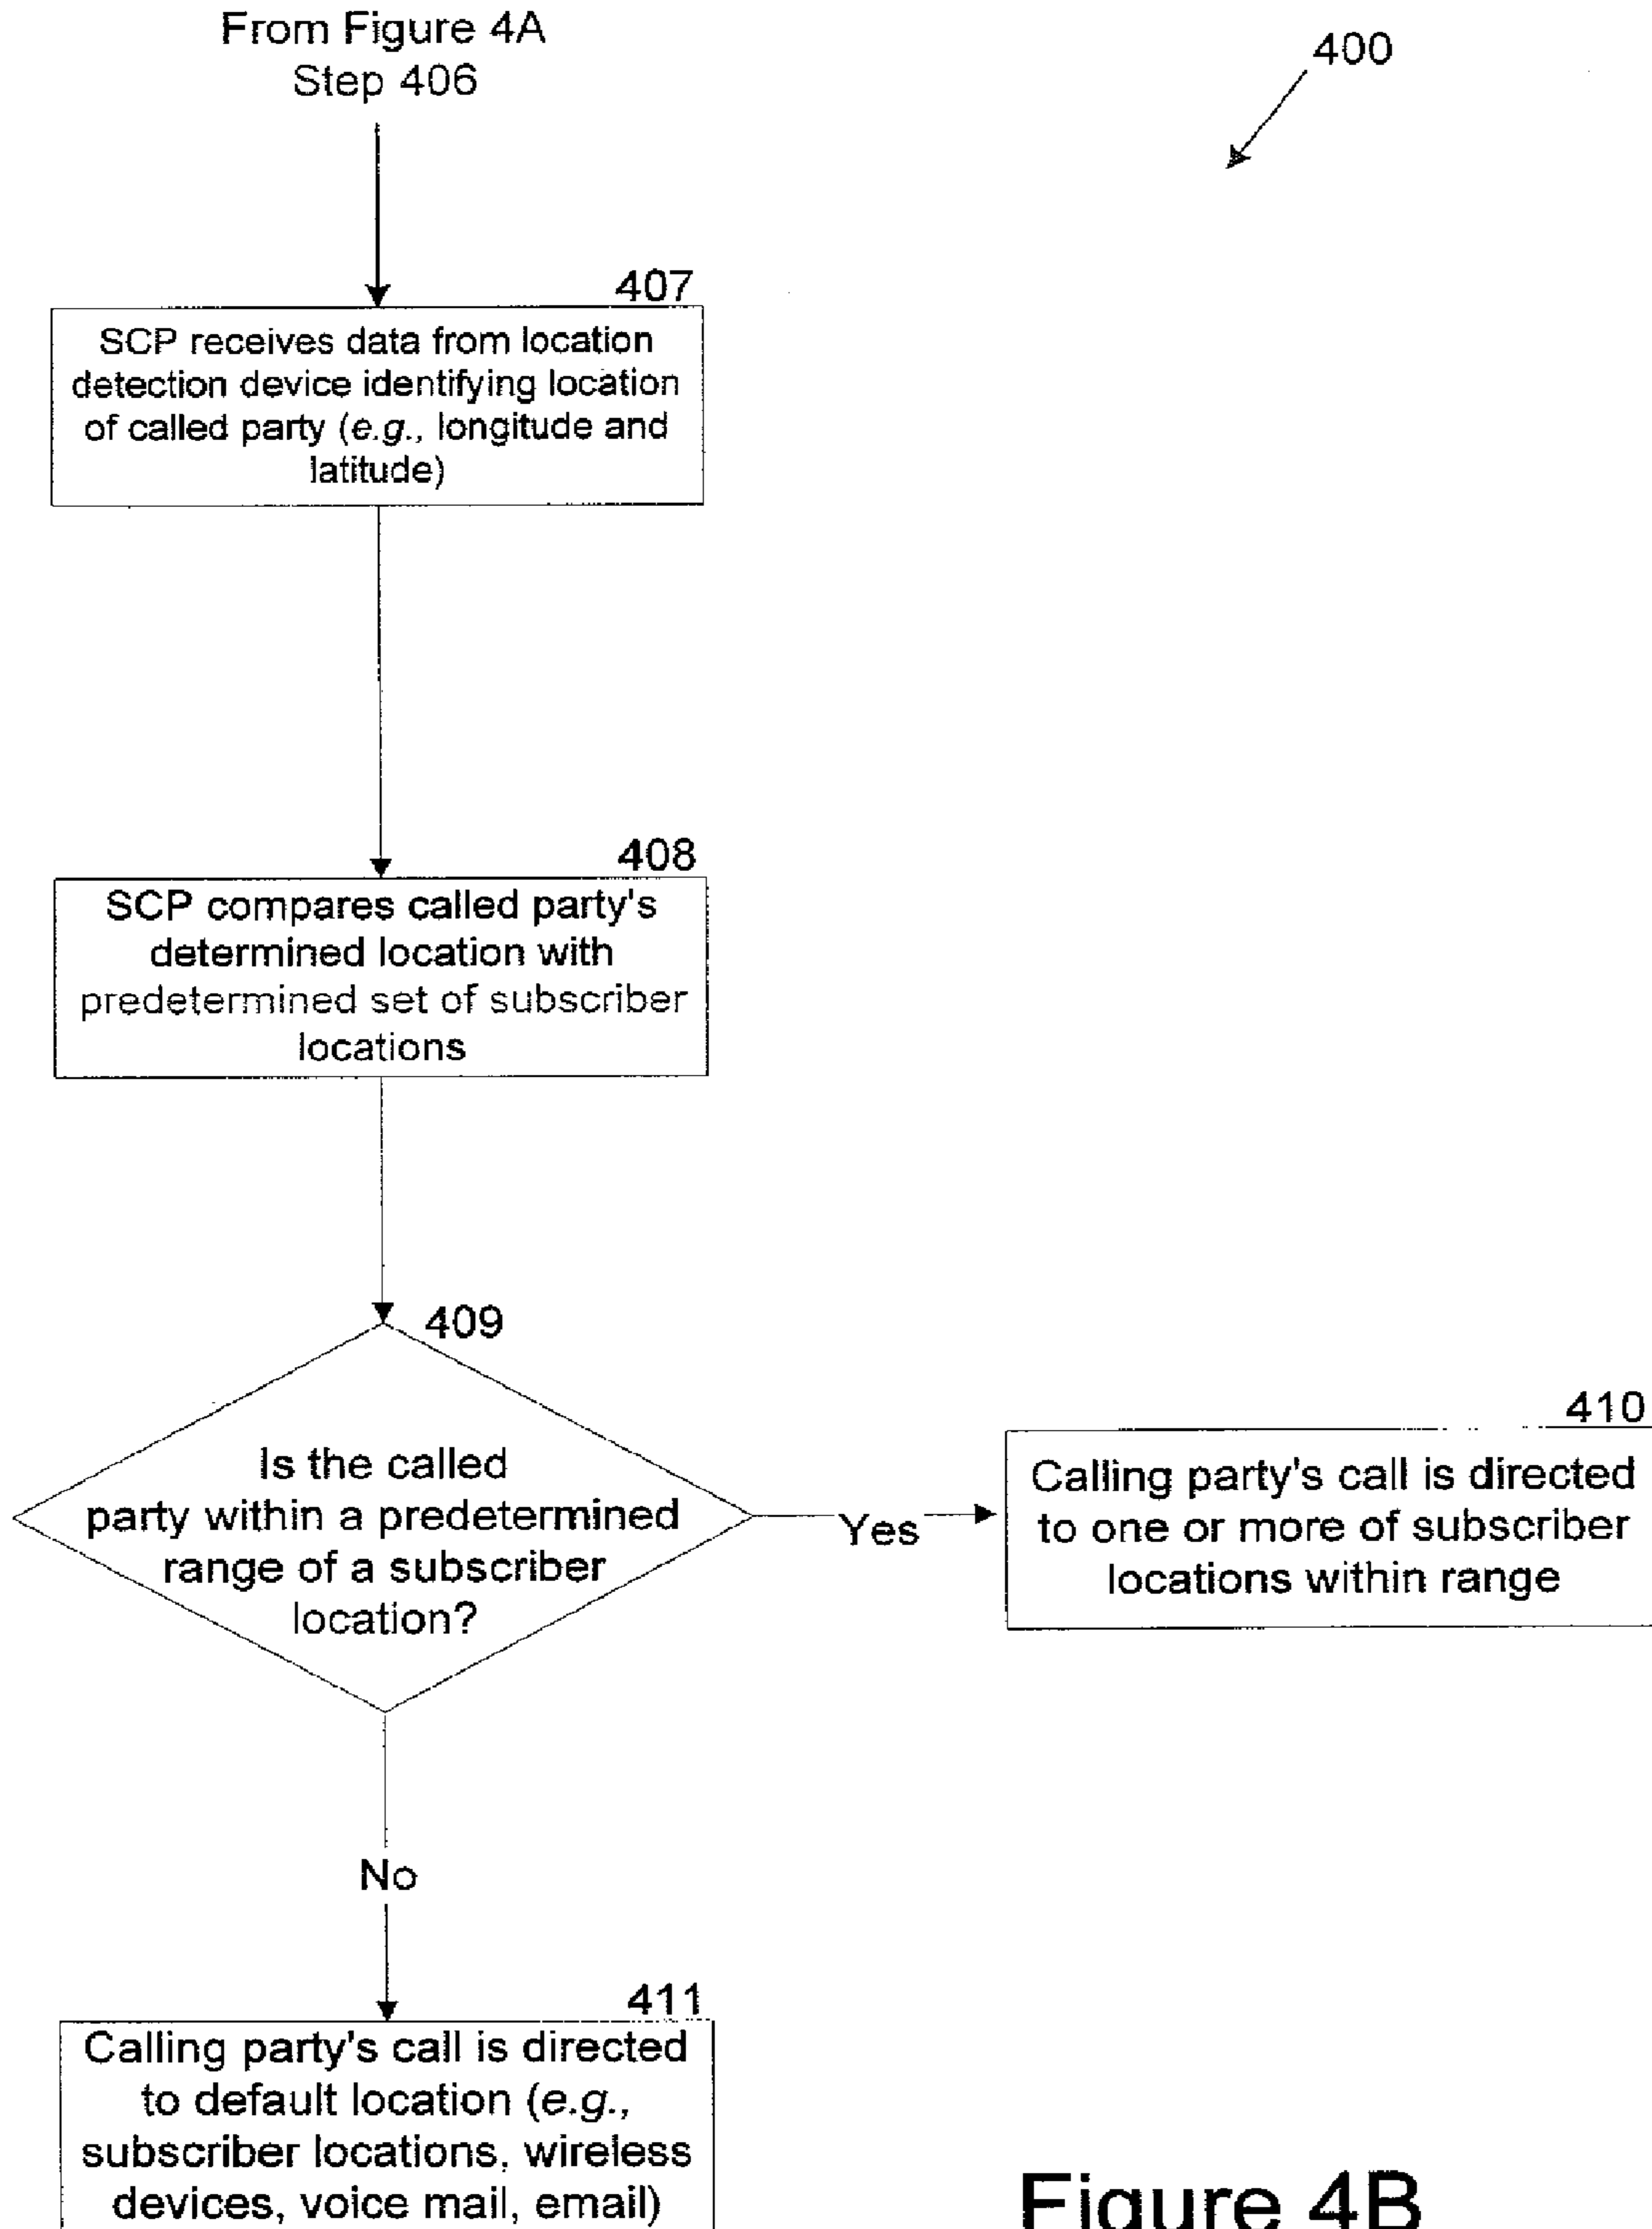 From Figure 4A
Step 406
400
407
SCP receives data from location
detection device identifying location
of called party (e.g., longitude and
latitude)
408
SCP compares called party's
determined location with
predetermined set of subscriber
locations
409
Is the called
party within a predetermined
range of a subscriber
location?
Yes
410
Calling party's call is directed
to one or more of subscriber
locations within range
No
411
Calling party's call is directed
to default location (e.g.,
subscriber locations, wireless
devices, voice mail, email)
Figure 4B